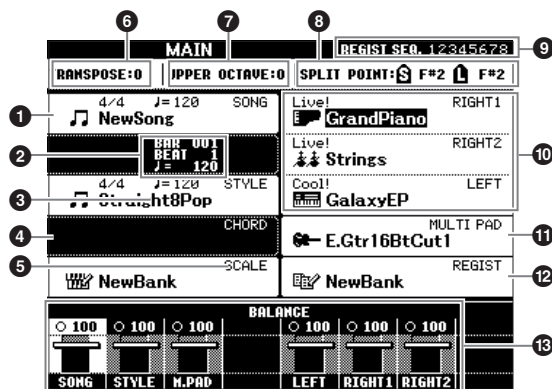 6 7 8
MAIN REGIST SEQ. 12345678 9
RANSPOSE:0 UPPER OCTAVE:0 SPLIT POINT: S F#2 L F#2
1 4/4 ♩=120 SONG Live! RIGHT1
NewSong GrandPiano
2 BAR 001 Live! RIGHT2
BEAT 1 Strings 10
♩= 120
4/4 ♩=120 STYLE Cool! LEFT
3 Straight8Pop GalaxyEP
4 CHORD MULTI PAD
E.Gtr16BtCut1 11
5 SCALE REGIST
NewBank NewBank 12
BALANCE
100 100 100 100 100 100
13
SONG STYLE M.PAD LEFT RIGHT1 RIGHT2